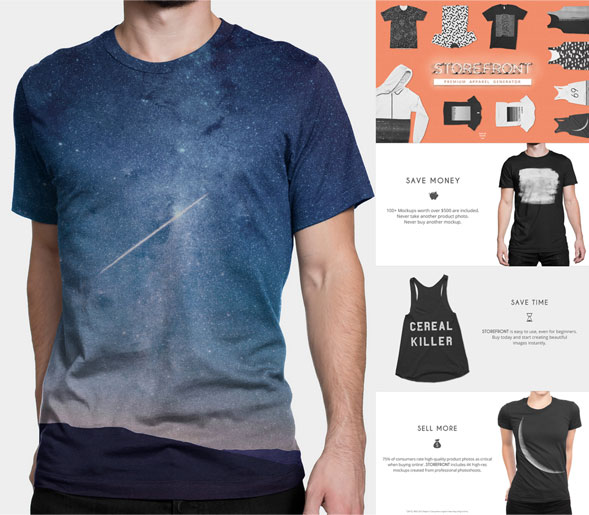 STOREFRONT
PREMIUM APPAREL GENERATOR
69
SAVE MONEY
100+ Mockups worth over $500 are included.
Never take another product photo.
Never buy another mockup.
CEREAL
KILLER
SAVE TIME
STOREFRONT is easy to use, even for beginners.
Buy today and start creating beautiful
images instantly.
SELL MORE
75% of consumers rate high-quality product photos as critical
when buying online¹. STOREFRONT includes 44 high-res
mockups created from professional photoshoots.